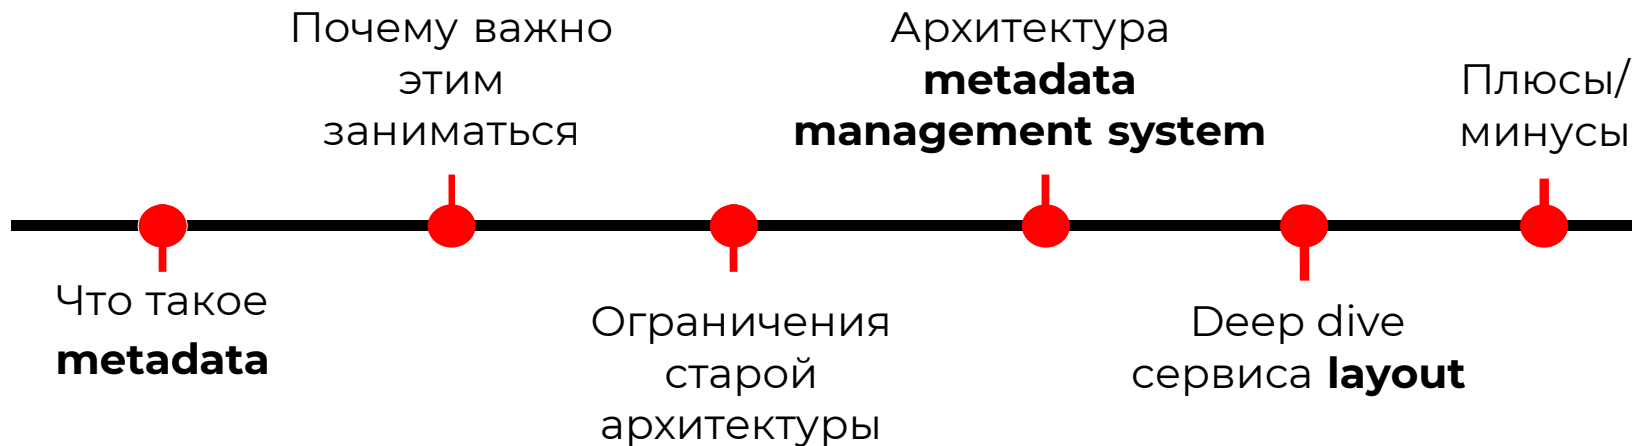 Что такое
metadata
Почему важно
этим
заниматься
Ограничения
старой
архитектуры
Архитектура
metadata
management system
Deep dive
сервиса layout
Плюсы/
минусы